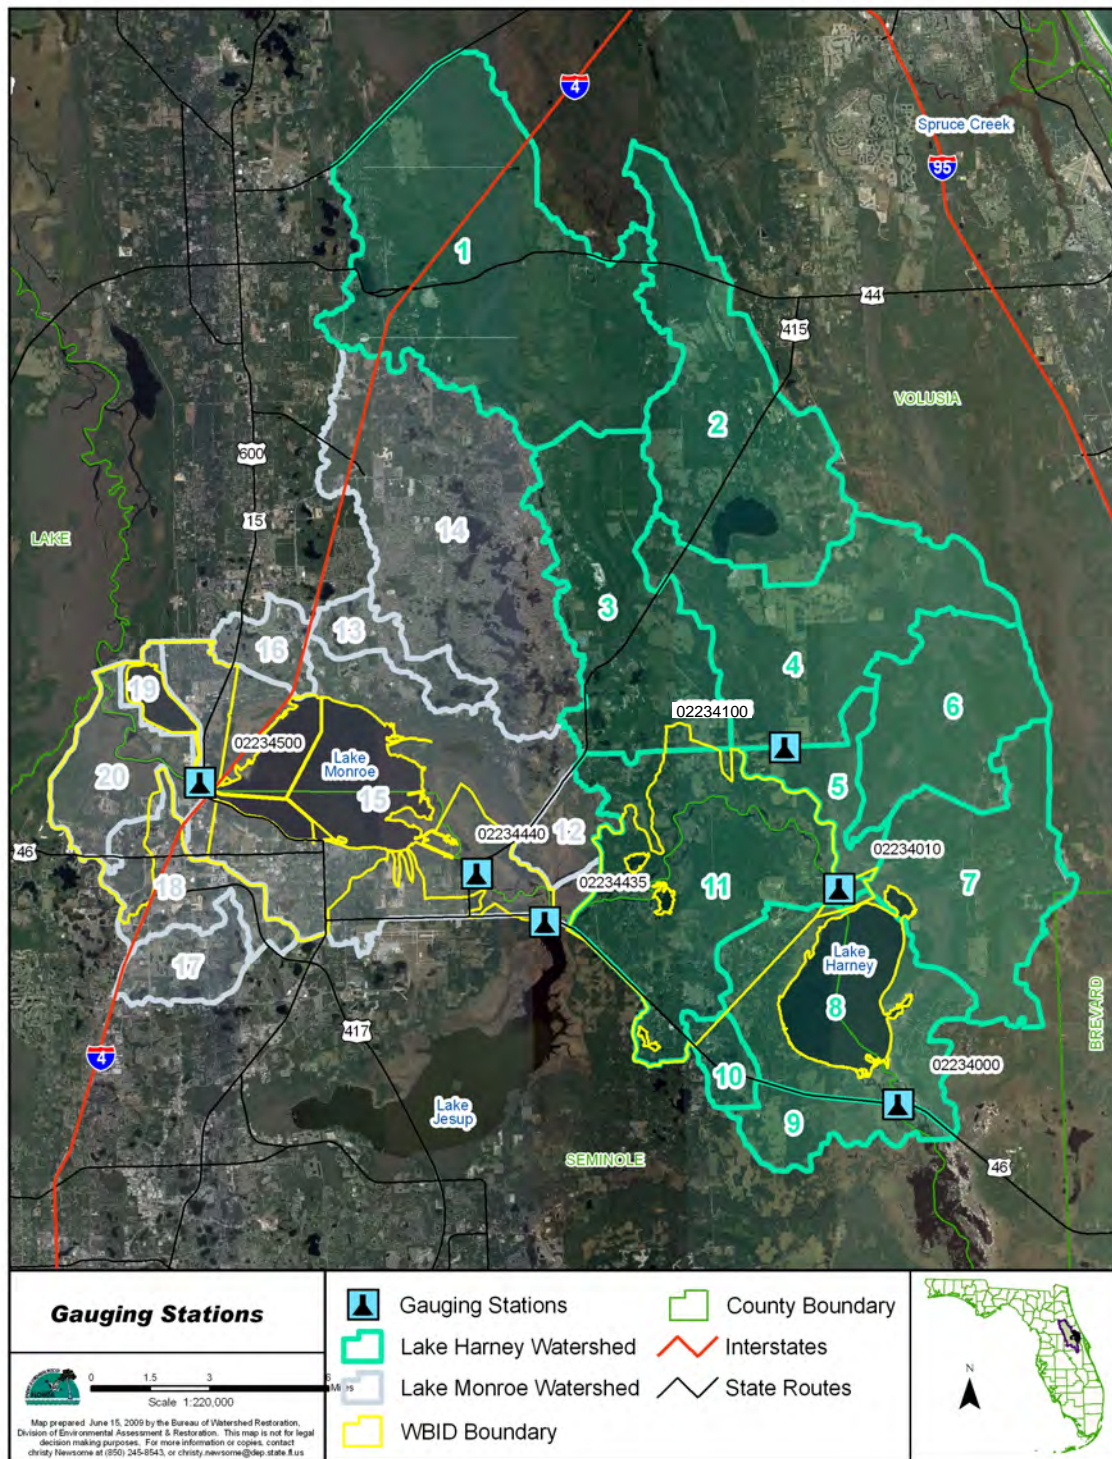 4
Spruce Creek
95
1
44
415
2
VOLUSIA
600
14
15
LAKE
3
13
16
4
19
6
02234100
02234500
Lake
Monroe
20
15
5
02234440
12
46
02234010
02234435
11
7
18
Lake
Harney
17
8
BREVARD
417
4
02234000
10
Lake
Jesup
9
SEMINOLE
46
Gauging Stations
0 1.5 3 6
Miles
Scale 1:220,000
Map prepared June 15, 2009 by the Bureau of Watershed Restoration,
Division of Environmental Assessment & Restoration. This map is not for legal
decision making purposes. For more information or copies, contact
christy Newsome at (850) 245-8543, or christy.newsome@dep.state.fl.us
Gauging Stations
Lake Harney Watershed
Lake Monroe Watershed
WBID Boundary
County Boundary
Interstates
State Routes
N